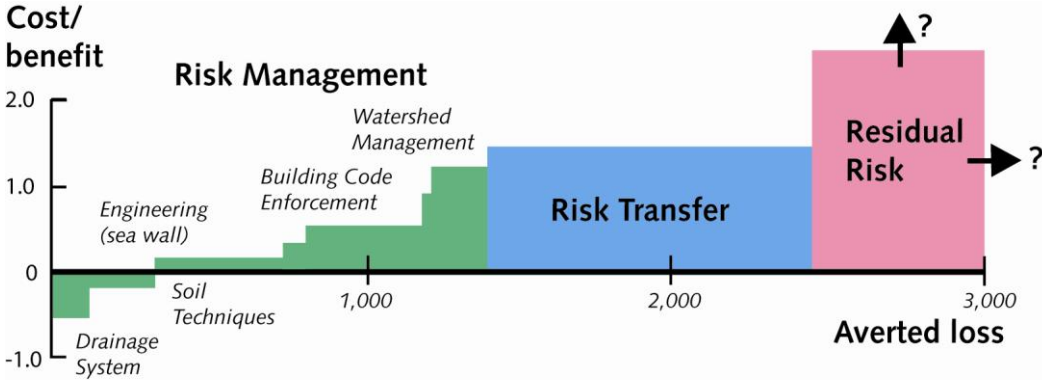 Cost/
benefit
Risk Management
2.0
1.0
0
-1.0
Drainage
System
Soil
Techniques
Engineering
(sea wall)
Building Code
Enforcement
Watershed
Management
Risk Transfer
Residual
Risk
?
?
1,000
2,000
3,000
Averted loss